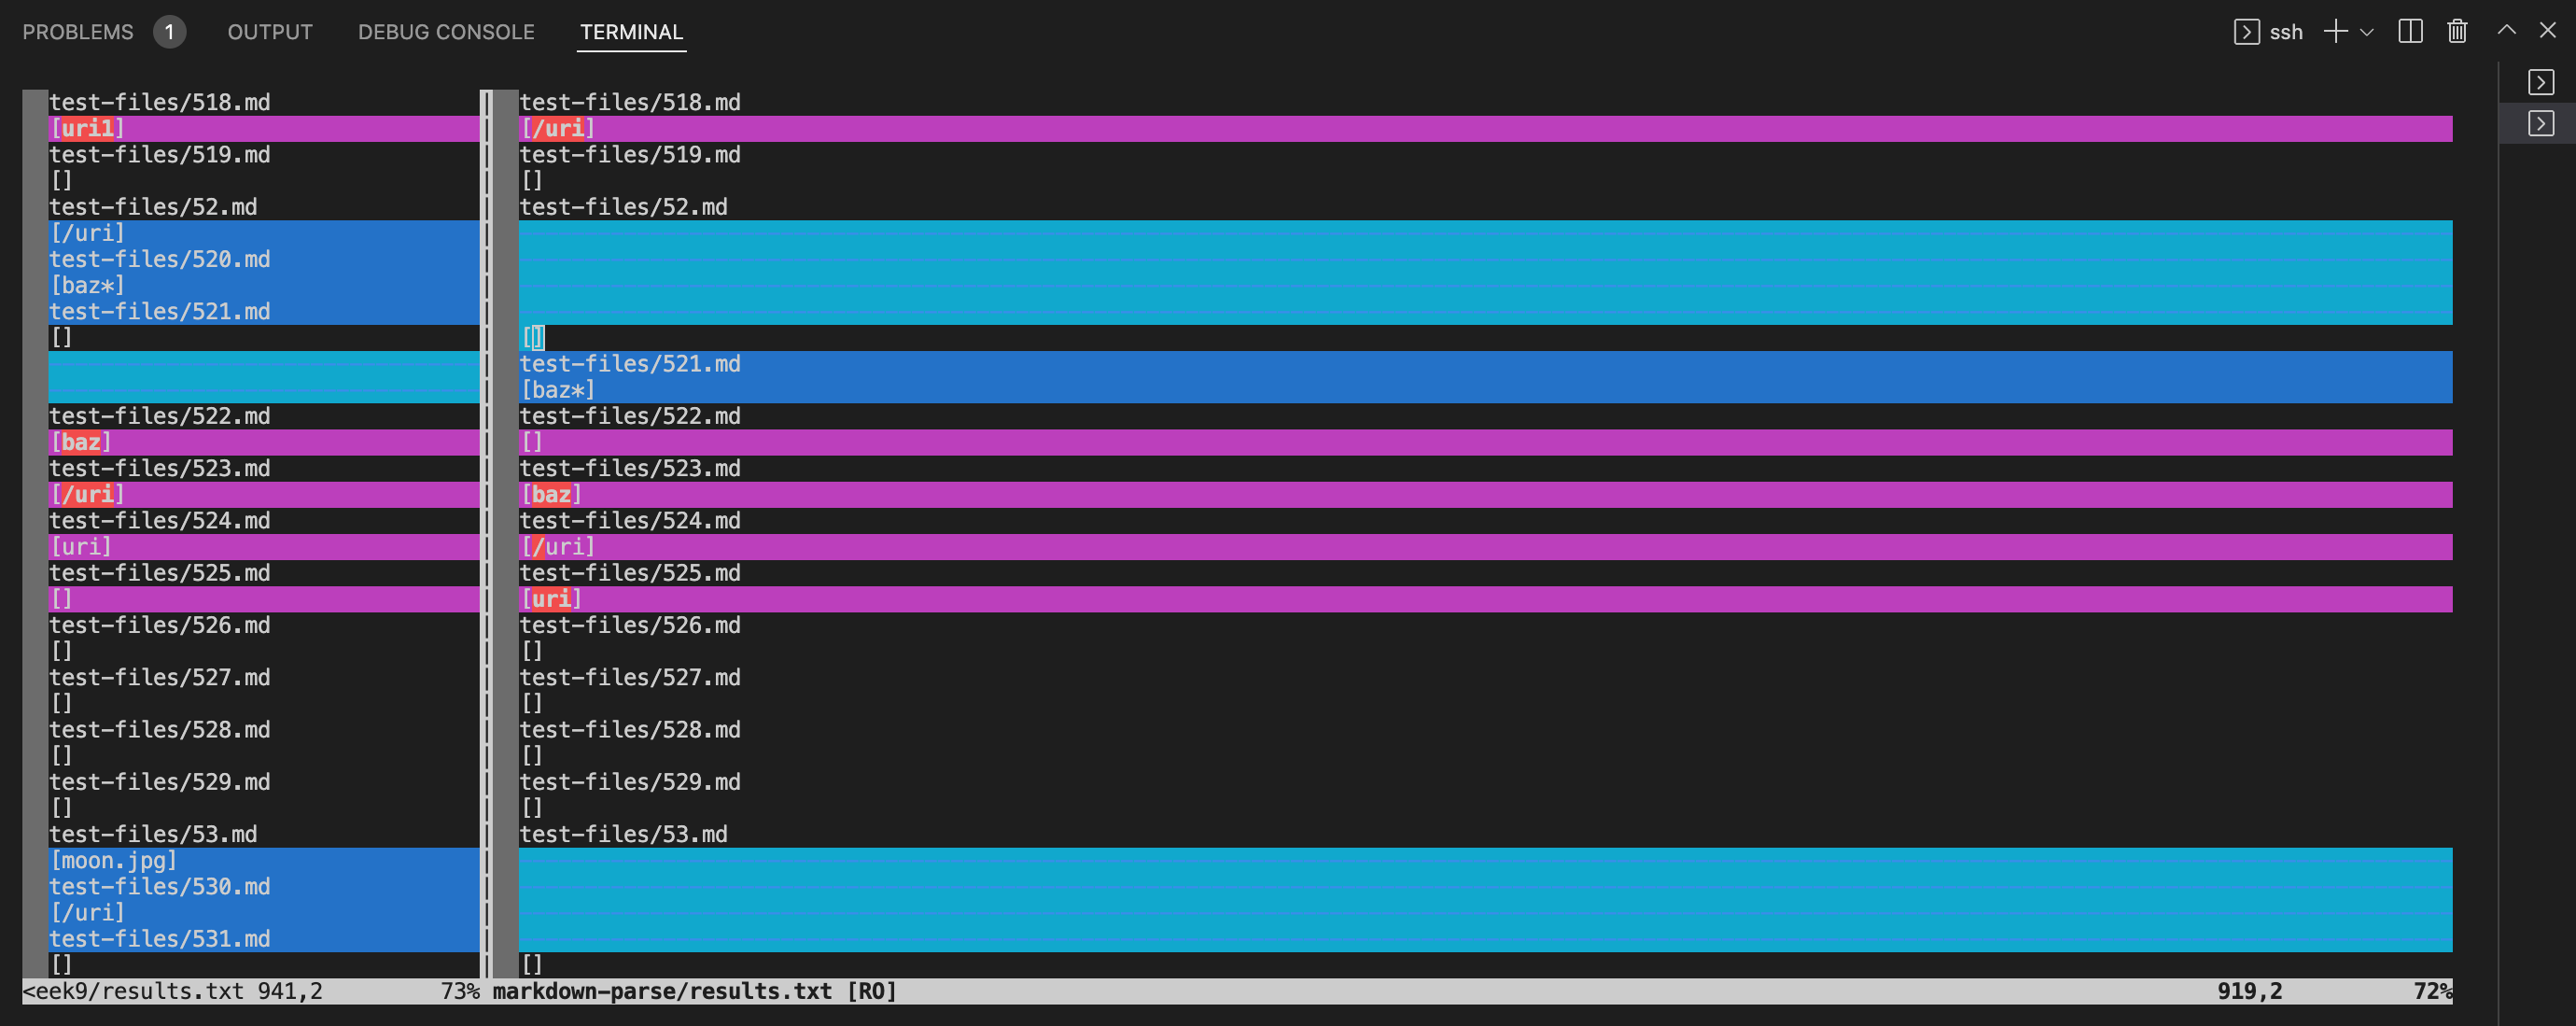 PROBLEMS 1 OUTPUT DEBUG CONSOLE TERMINAL ssh
test-files/518.md test-files/518.md
[uri1] [/uri]
test-files/519.md test-files/519.md
[] []
test-files/52.md test-files/52.md
[/uri]
test-files/520.md
[baz*]
test-files/521.md
[] []
test-files/521.md
[baz*]
test-files/522.md test-files/522.md
[baz] []
test-files/523.md test-files/523.md
[/uri] [baz]
test-files/524.md test-files/524.md
[uri] [/uri]
test-files/525.md test-files/525.md
[] [uri]
test-files/526.md test-files/526.md
[] []
test-files/527.md test-files/527.md
[] []
test-files/528.md test-files/528.md
[] []
test-files/529.md test-files/529.md
[] []
test-files/53.md test-files/53.md
[moon.jpg]
test-files/530.md
[/uri]
test-files/531.md
[] []
<eek9/results.txt 941,2 73% markdown-parse/results.txt [RO] 919,2 72%